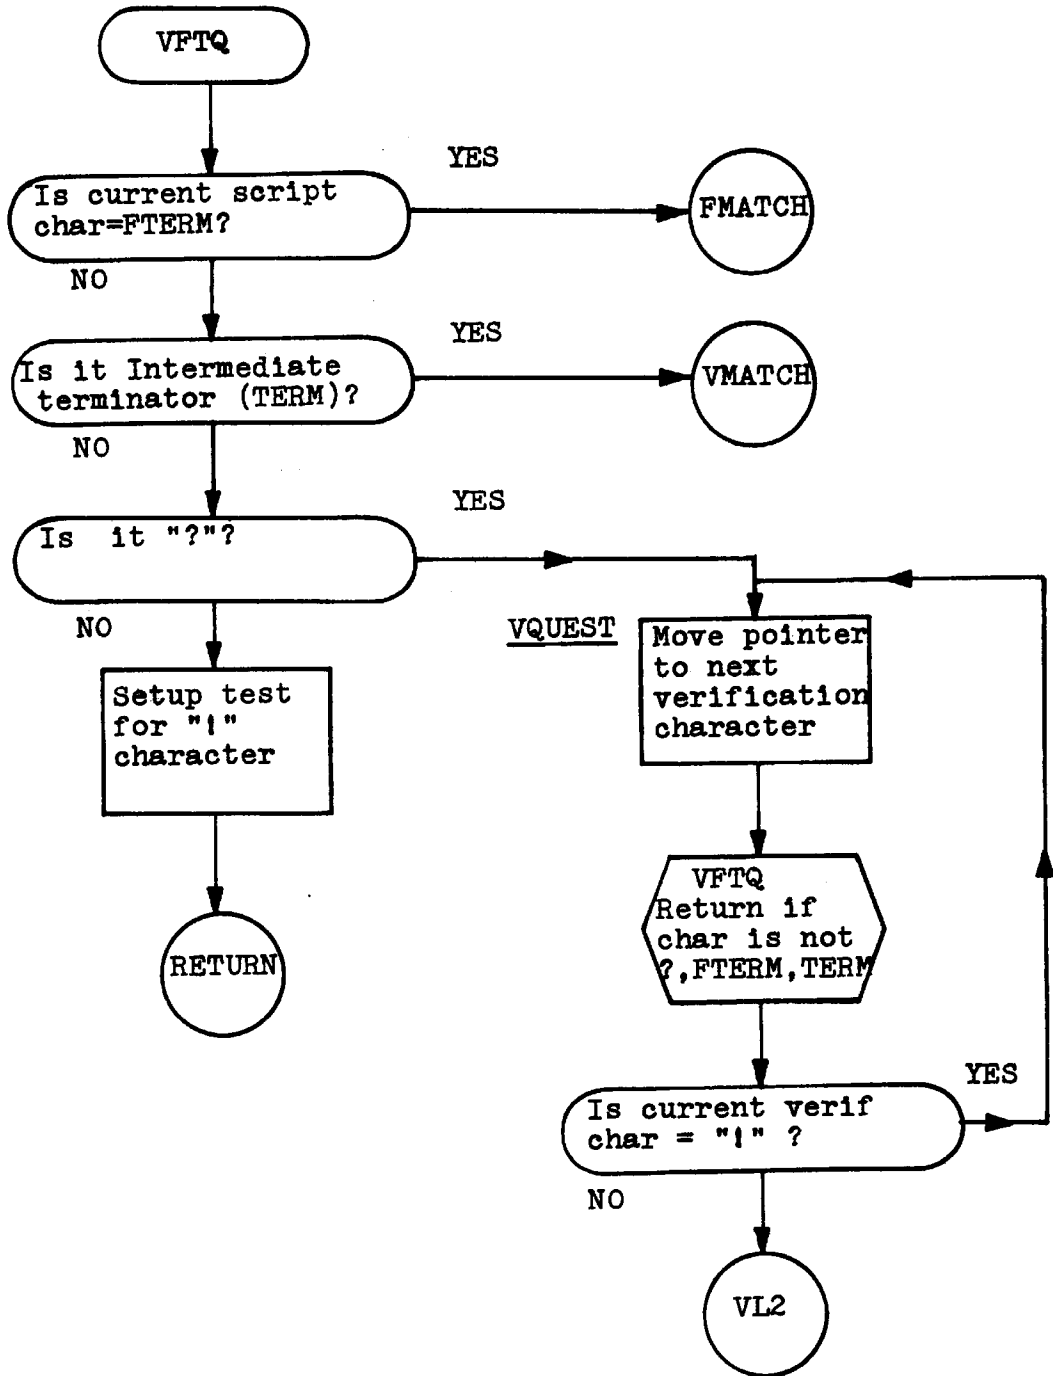 VFTQ
YES
Is current script
char=FTERM?
FMATCH
NO
YES
Is it Intermediate
terminator (TERM)?
VMATCH
NO
YES
Is it "?"?
NO
VQUEST
Move pointer
to next
verification
character
Setup test
for "!"
character
VFTQ
Return if
char is not
?,FTERM,TERM
RETURN
YES
Is current verif
char = "!" ?
NO
VL2